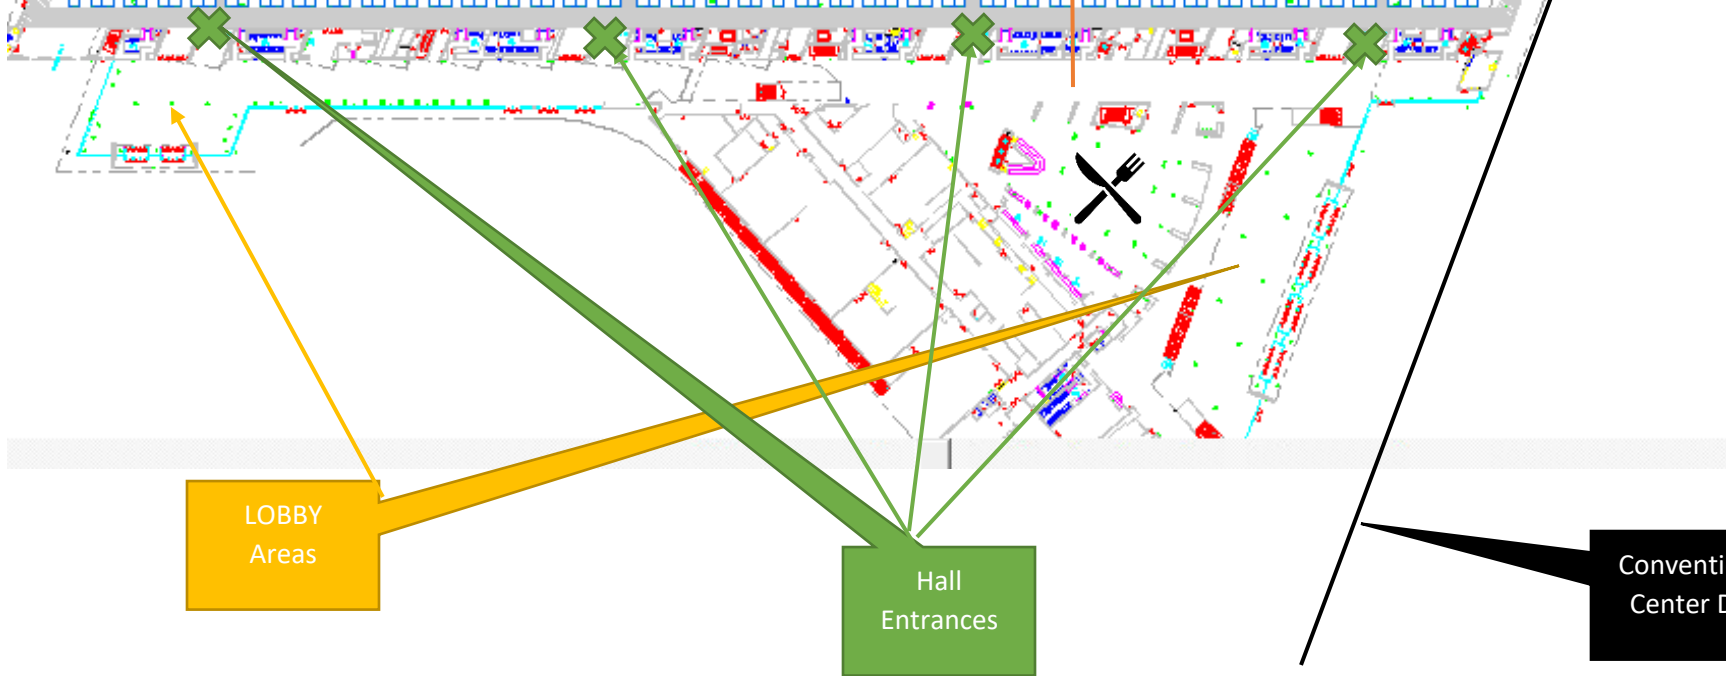 LOBBY
Areas
Hall
Entrances
Conventi
Center D